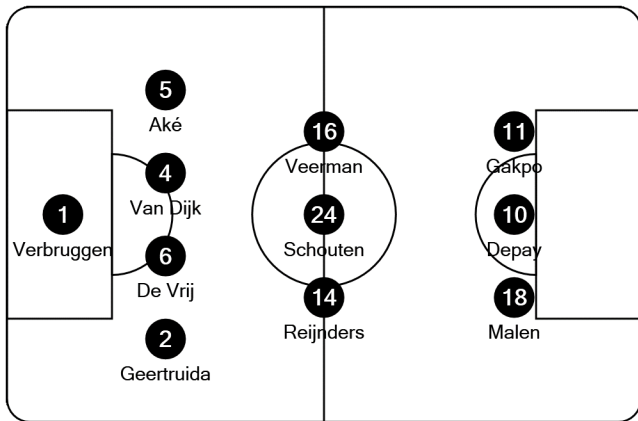 5
Aké
16
Veerman
11
Gakpo
4
Van Dijk
1
Verbruggen
24
Schouten
10
Depay
6
De Vrij
14
Reijnders
18
Malen
2
Geertruida